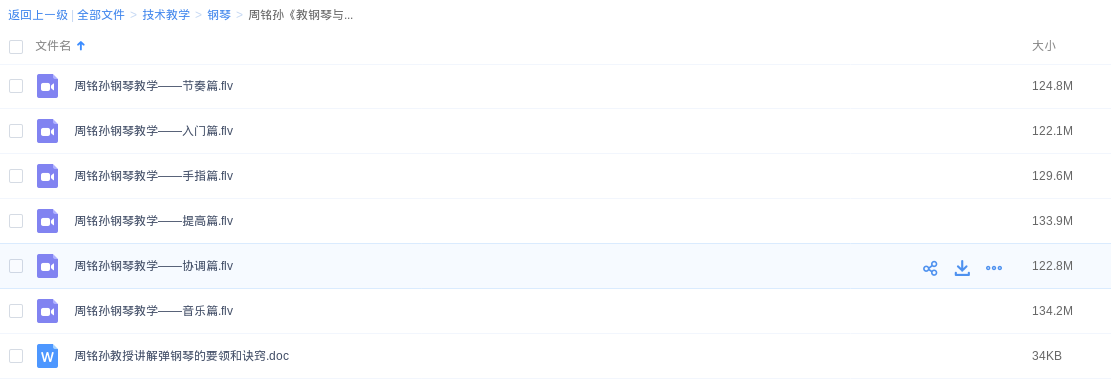 返回上一级 | 全部文件 > 技术教学 > 钢琴 > 周铭孙《教钢琴与...
文件名 大小
周铭孙钢琴教学——节奏篇.flv 124.8M
周铭孙钢琴教学——入门篇.flv 122.1M
周铭孙钢琴教学——手指篇.flv 129.6M
周铭孙钢琴教学——提高篇.flv 133.9M
周铭孙钢琴教学——协调篇.flv 122.8M
周铭孙钢琴教学——音乐篇.flv 134.2M
周铭孙教授讲解弹钢琴的要领和诀窍.doc 34KB